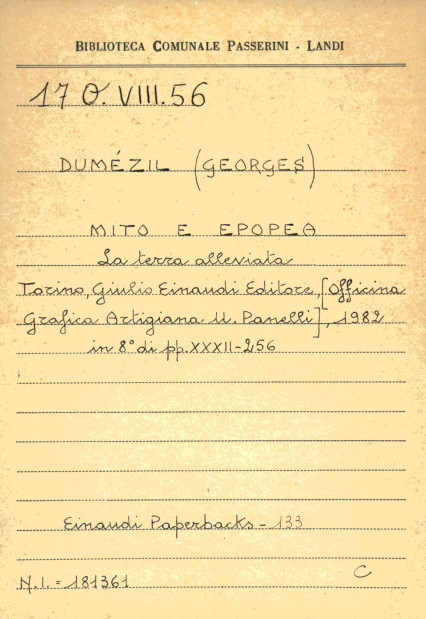 BIBLIOTECA COMUNALE PASSERINI - LANDI
17 O. VIII. 56
DUMÉZIL (GEORGES)
MITO E EPOPEA
La terra alleviata
Torino, Giulio Einaudi Editore, [Officina
Grafica Artigiana U. Panelli], 1982
in 8° di pp. XXXII-256
Einaudi Paperbacks - 133
N.I. = 181361
C